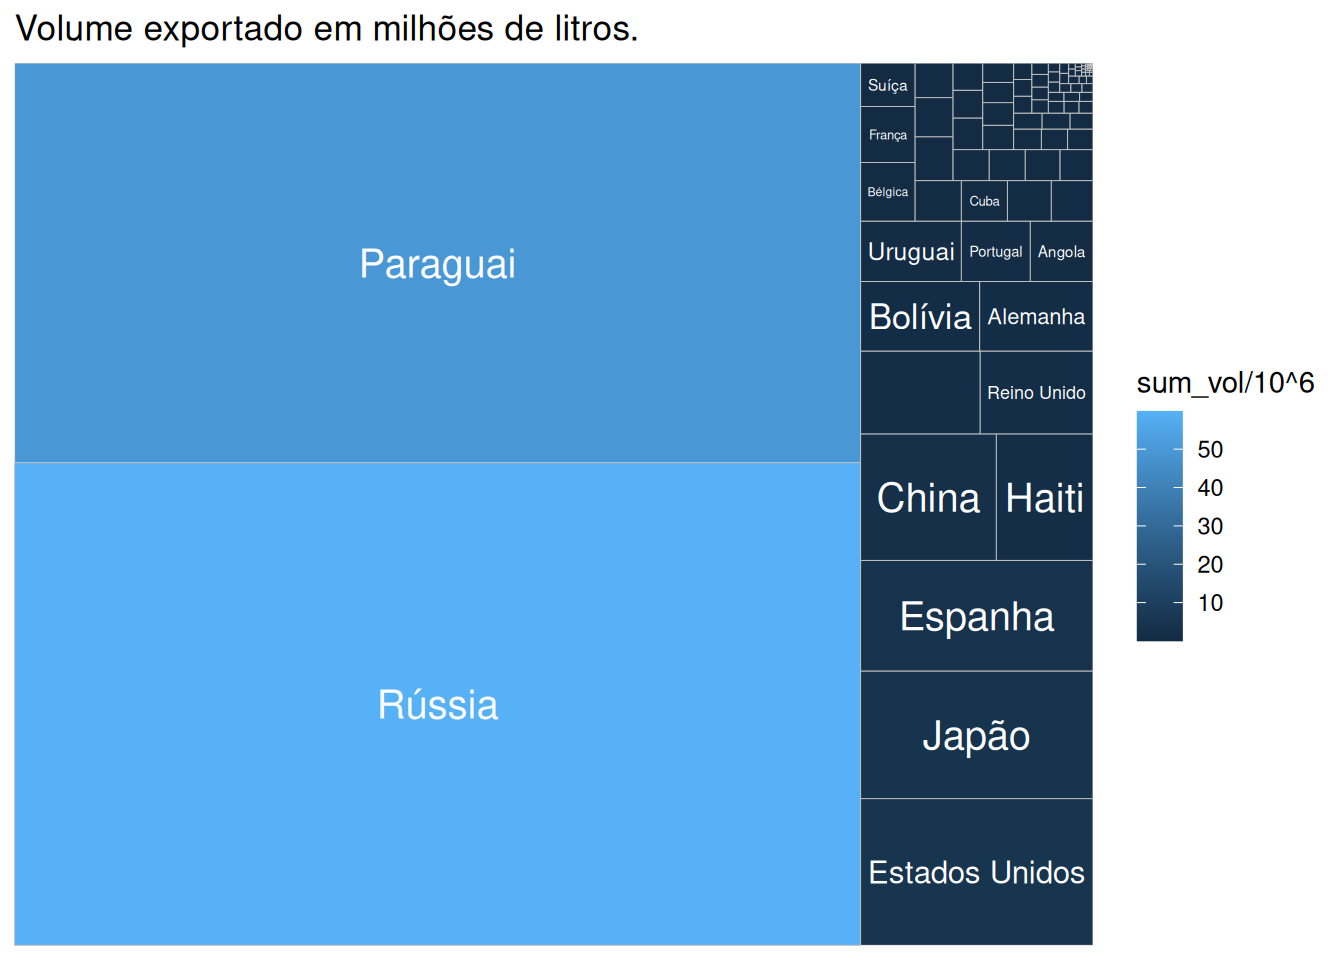 Volume exportado em milhões de litros.
Paraguai
Rússia
Suíça
França
Bélgica
Cuba
Uruguai
Portugal
Angola
Bolívia
Alemanha
Reino Unido
China
Haiti
Espanha
Japão
Estados Unidos
sum_vol/10^6
50
40
30
20
10